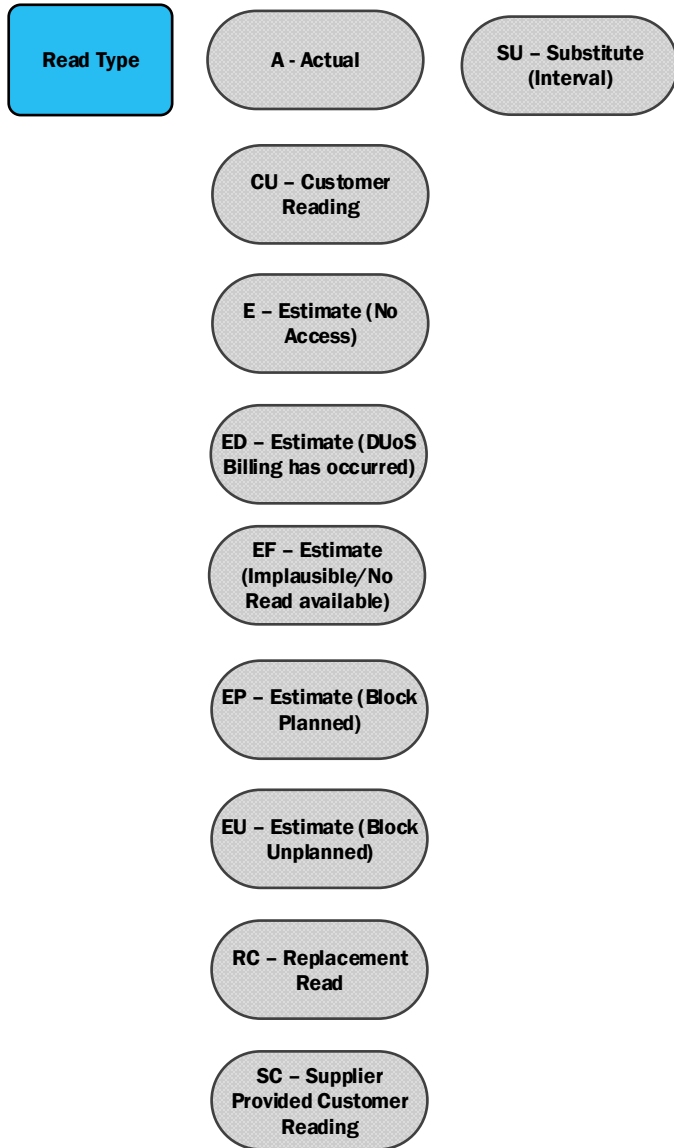 Read Type
A - Actual
SU – Substitute
(Interval)
CU – Customer
Reading
E – Estimate (No
Access)
ED – Estimate (DUoS
Billing has occurred)
EF – Estimate
(Implausible/No
Read available)
EP – Estimate (Block
Planned)
EU – Estimate (Block
Unplanned)
RC – Replacement
Read
SC – Supplier
Provided Customer
Reading